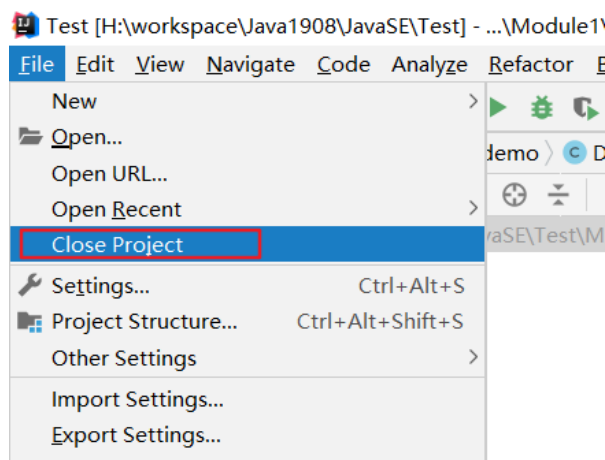 Test [H:\workspace\Java1908\JavaSE\Test] - ...\Module1\
File Edit View Navigate Code Analyze Refactor
New
demo
Open...
Open URL...
Open Recent
Close Project
aSE\Test\M
Settings... Ctrl+Alt+S
Project Structure... Ctrl+Alt+Shift+S
Other Settings
Import Settings...
Export Settings...